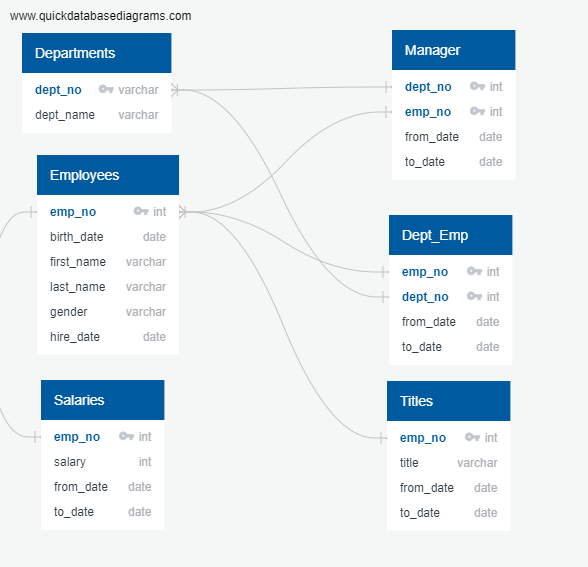 www.quickdatabasediagrams.com
Departments
dept_no varchar
dept_name varchar
Employees
emp_no int
birth_date date
first_name varchar
last_name varchar
gender varchar
hire_date date
Salaries
emp_no int
salary int
from_date date
to_date date
Manager
dept_no int
emp_no int
from_date date
to_date date
Dept_Emp
emp_no int
dept_no int
from_date date
to_date date
Titles
emp_no int
title varchar
from_date date
to_date date